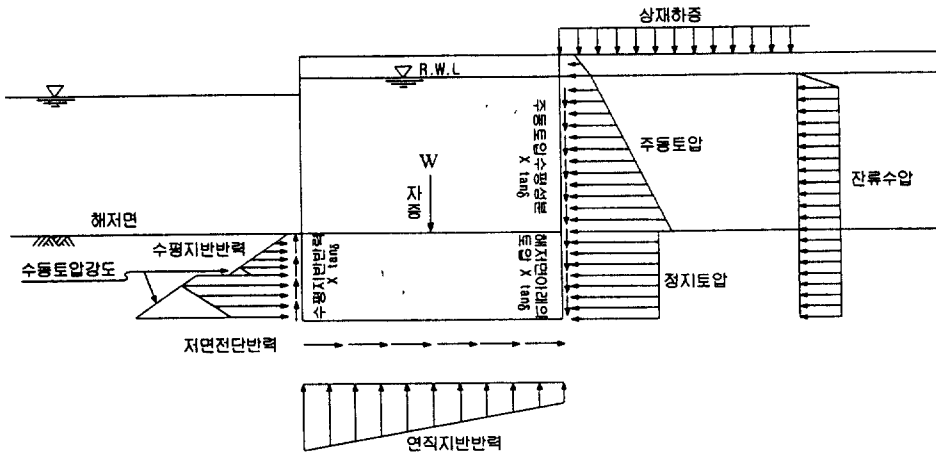 상재하중
R.W.L
주동토압수평성분
X tanξ
주동토압
W
자중
잔류수압
해저면
수평지반반력
수동토압강도
수평지반반력
X tanξ
해저면아래의
토압 X tanξ
정지토압
저면전단반력
연직지반반력